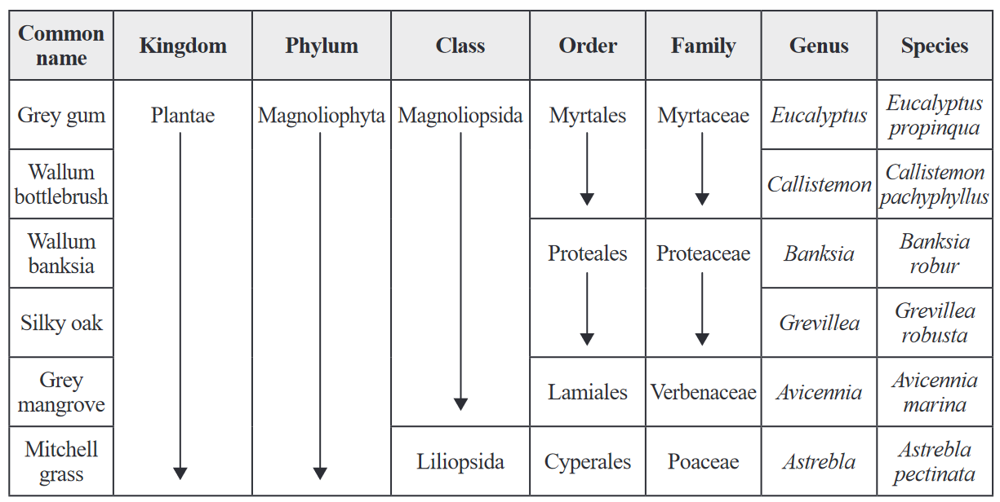 Common name Kingdom Phylum Class Order Family Genus Species
Grey gum Plantae Magnoliophyta Magnoliopsida Myrtales Myrtaceae Eucalyptus Eucalyptus propinqua
Wallum bottlebrush Callistemon Callistemon pachyphyllus
Wallum banksia Proteales Proteaceae Banksia Banksia robur
Silky oak Grevillea Grevillea robusta
Grey mangrove Lamiales Verbenaceae Avicennia Avicennia marina
Mitchell grass Liliopsida Cyperales Poaceae Astrebla Astrebla pectinata